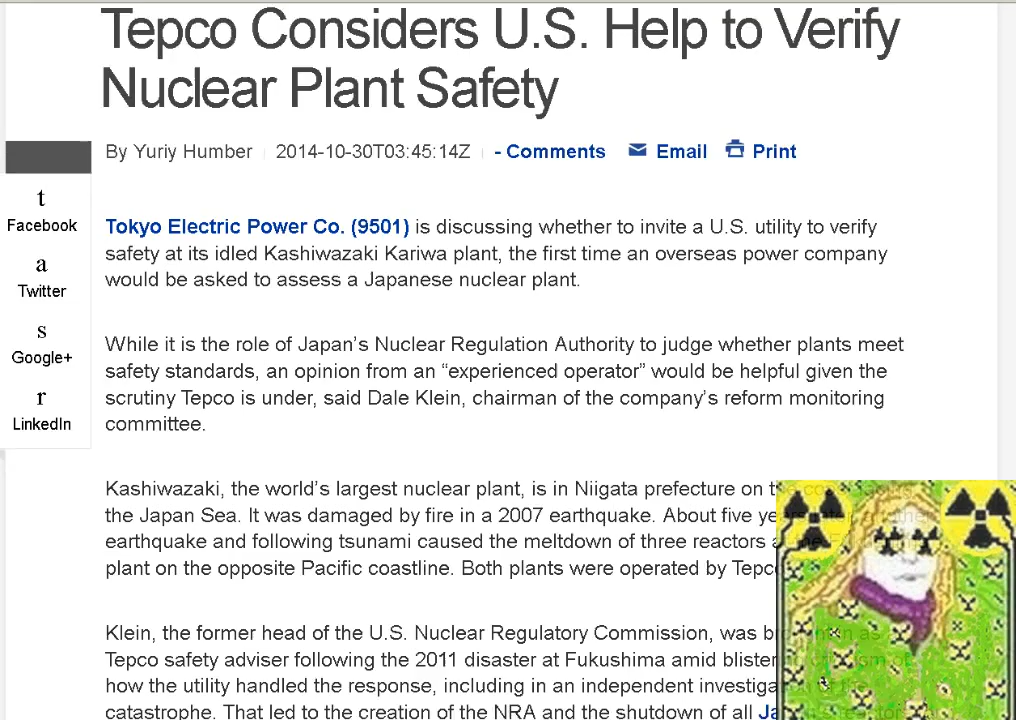 Tepco Considers U.S. Help to Verify
Nuclear Plant Safety
By Yuriy Humber 2014-10-30T03:45:14Z - Comments Email Print
t
Facebook
a
Twitter
s
Google+
r
LinkedIn
Tokyo Electric Power Co. (9501) is discussing whether to invite a U.S. utility to verify
safety at its idled Kashiwazaki Kariwa plant, the first time an overseas power company
would be asked to assess a Japanese nuclear plant.
While it is the role of Japan’s Nuclear Regulation Authority to judge whether plants meet
safety standards, an opinion from an “experienced operator” would be helpful given the
scrutiny Tepco is under, said Dale Klein, chairman of the company’s reform monitoring
committee.
Kashiwazaki, the world’s largest nuclear plant, is in Niigata prefecture on
the Japan Sea. It was damaged by fire in a 2007 earthquake. About five
earthquake and following tsunami caused the meltdown of three reactors
plant on the opposite Pacific coastline. Both plants were operated by Tepco
Klein, the former head of the U.S. Nuclear Regulatory Commission, was
Tepco safety adviser following the 2011 disaster at Fukushima amid
how the utility handled the response, including in an independent
catastrophe. That led to the creation of the NRA and the shutdown of all